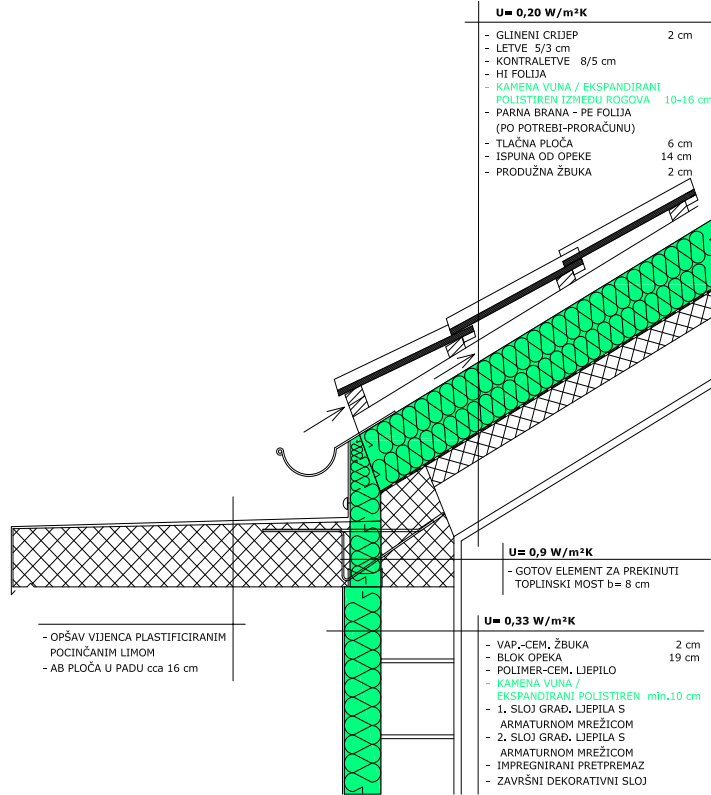 U= 0,20 W/m²K
- GLINENI CRIJEP 2 cm
- LETVE 5/3 cm
- KONTRALETVE 8/5 cm
- HI FOLIJA
- KAMENA VUNA / EKSPANDIRANI
POLISTIREN IZMEĐU ROGOVA 10-16 cm
- PARNA BRANA - PE FOLIJA
(PO POTREBI-PRORAČUNU)
- TLAČNA PLOČA 6 cm
- ISPUNA OD OPEKE 14 cm
- PRODUŽNA ŽBUKA 2 cm
U= 0,9 W/m²K
- GOTOV ELEMENT ZA PREKINUTI
TOPLINSKI MOST b= 8 cm
- OPŠAV VIJENCA PLASTIFICIRANIM
POCINČANIM LIMOM
- AB PLOČA U PADU cca 16 cm
U= 0,33 W/m²K
- VAP.-CEM. ŽBUKA 2 cm
- BLOK OPEKA 19 cm
- POLIMER-CEM. LJEPILO
- KAMENA VUNA /
EKSPANDIRANI POLISTIREN min.10 cm
- 1. SLOJ GRAĐ. LJEPILA S
ARMATURNOM MREŽICOM
- 2. SLOJ GRAĐ. LJEPILA S
ARMATURNOM MREŽICOM
- IMPREGNIRANI PRETPREMAZ
- ZAVRŠNI DEKORATIVNI SLOJ